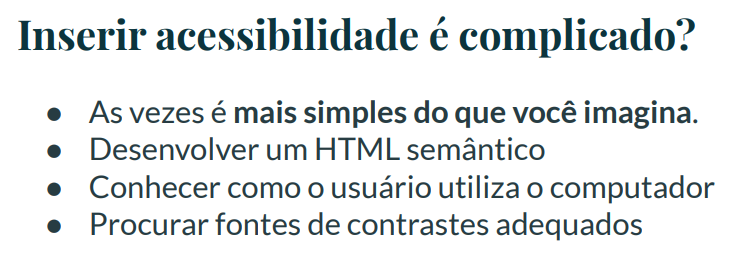 Inserir acessibilidade é complicado?
● As vezes é mais simples do que você imagina.
● Desenvolver um HTML semântico
● Conhecer como o usuário utiliza o computador
● Procurar fontes de contrastes adequados